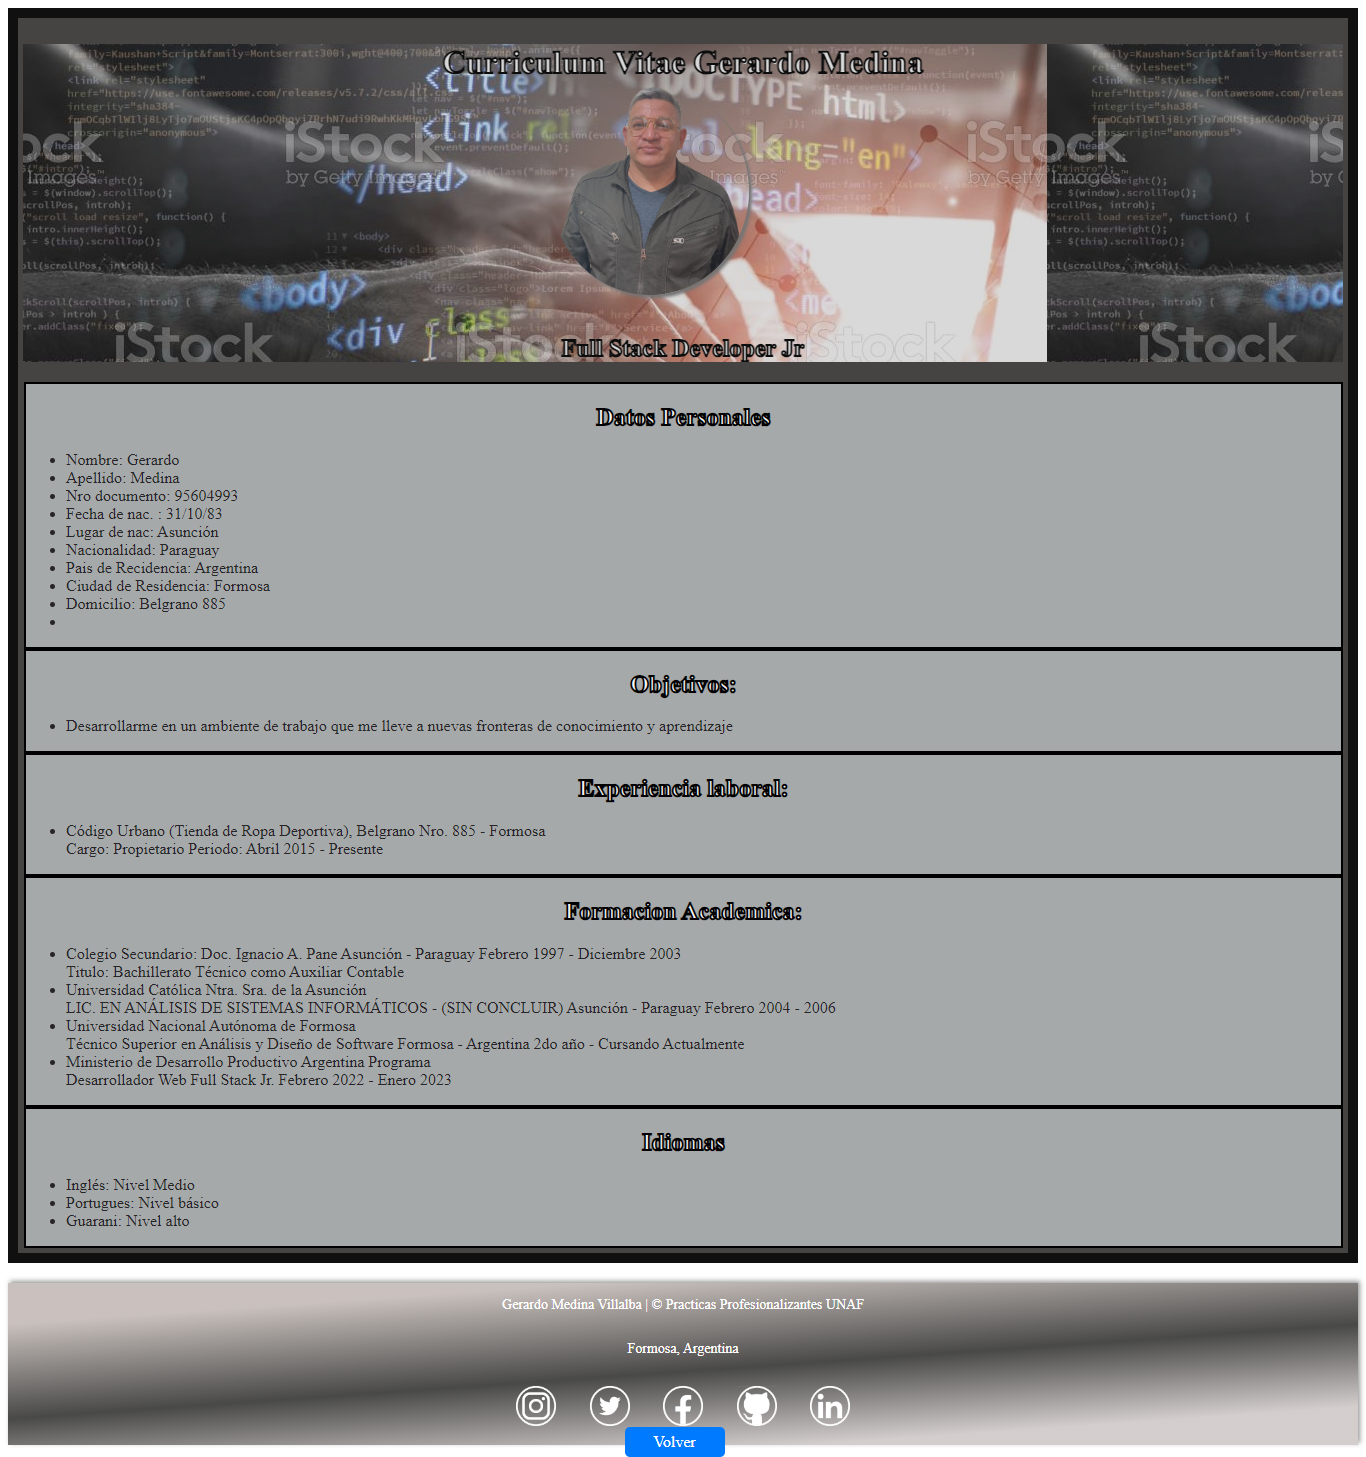 Curriculum Vitae Gerardo Medina
Full Stack Developer Jr
Datos Personales
Nombre: Gerardo
Apellido: Medina
Nro documento: 95604993
Fecha de nac. : 31/10/83
Lugar de nac: Asunción
Nacionalidad: Paraguay
Pais de Recidencia: Argentina
Ciudad de Residencia: Formosa
Domicilio: Belgrano 885
Objetivos:
Desarrollarme en un ambiente de trabajo que me lleve a nuevas fronteras de conocimiento y aprendizaje
Experiencia laboral:
Código Urbano (Tienda de Ropa Deportiva), Belgrano Nro. 885 - Formosa
Cargo: Propietario Periodo: Abril 2015 - Presente
Formacion Academica:
Colegio Secundario: Doc. Ignacio A. Pane Asunción - Paraguay Febrero 1997 - Diciembre 2003
Titulo: Bachillerato Técnico como Auxiliar Contable
Universidad Católica Ntra. Sra. de la Asunción
LIC. EN ANÁLISIS DE SISTEMAS INFORMÁTICOS - (SIN CONCLUIR) Asunción - Paraguay Febrero 2004 - 2006
Universidad Nacional Autónoma de Formosa
Técnico Superior en Análisis y Diseño de Software Formosa - Argentina 2do año - Cursando Actualmente
Ministerio de Desarrollo Productivo Argentina Programa
Desarrollador Web Full Stack Jr. Febrero 2022 - Enero 2023
Idiomas
Inglés: Nivel Medio
Portugues: Nivel básico
Guarani: Nivel alto
Gerardo Medina Villalba | © Practicas Profesionalizantes UNAF
Formosa, Argentina
Volver